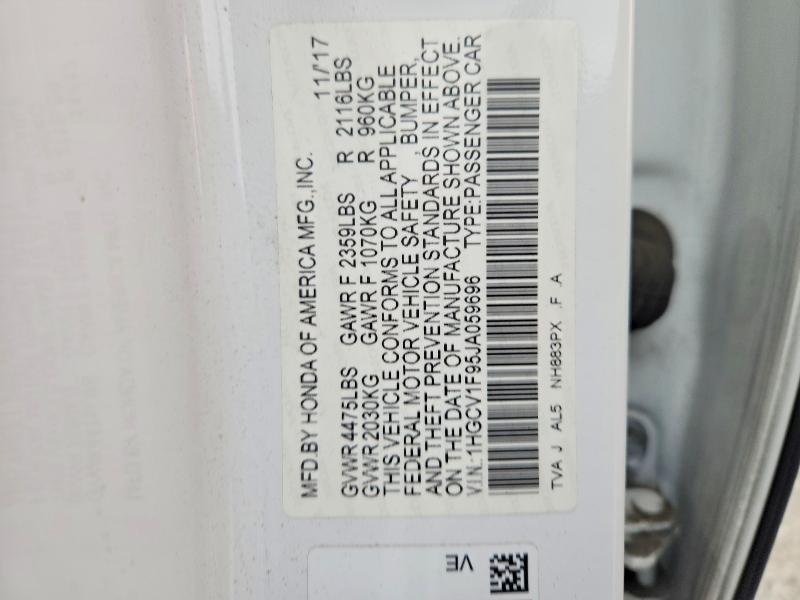 MFD.BY HONDA OF AMERICA MFG.,INC. 11/'17
GVWR 4475LBS GAWR F 2359LBS R 2116LBS
GVWR 2030KG GAWR F 1070KG R 960KG
THIS VEHICLE CONFORMS TO ALL APPLICABLE
FEDERAL MOTOR VEHICLE SAFETY , BUMPER,
AND THEFT PREVENTION STANDARDS IN EFFECT
ON THE DATE OF MANUFACTURE SHOWN ABOVE.
V.I.N.:1HGCV1F95JA059696 TYPE:PASSENGER CAR
TVA J AL5 NH883PX .F .A
VE